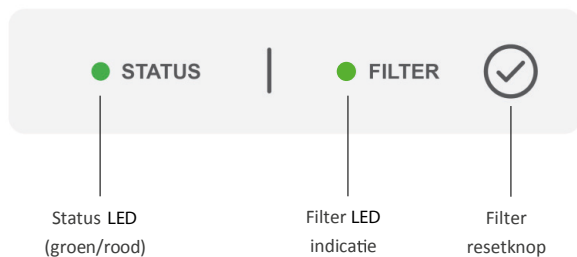 STATUS | FILTER
Status LED
(groen/rood)
Filter LED
indicatie
Filter
resetknop